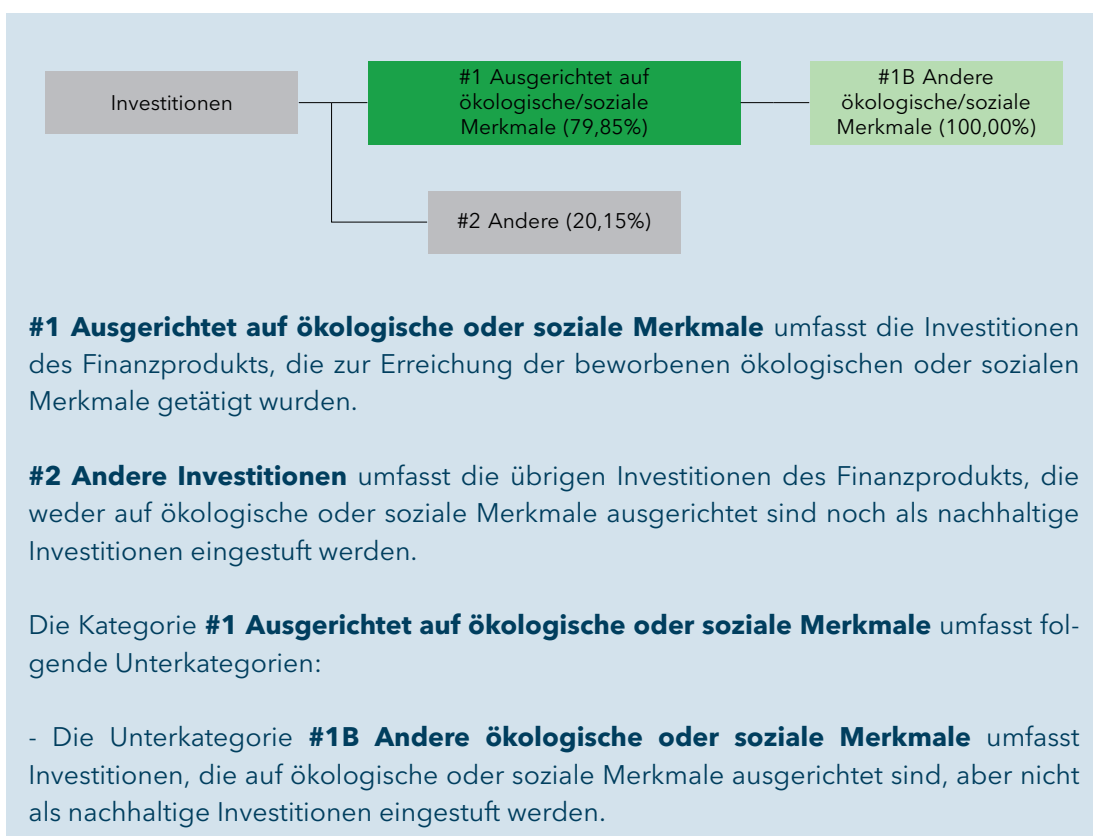 Investitionen
#1 Ausgerichtet auf
ökologische/soziale
Merkmale (79,85%)
#1B Andere
ökologische/soziale
Merkmale (100,00%)
#2 Andere (20,15%)
#1 Ausgerichtet auf ökologische oder soziale Merkmale umfasst die Investitionen
des Finanzprodukts, die zur Erreichung der beworbenen ökologischen oder sozialen
Merkmale getätigt wurden.
#2 Andere Investitionen umfasst die übrigen Investitionen des Finanzprodukts, die
weder auf ökologische oder soziale Merkmale ausgerichtet sind noch als nachhaltige
Investitionen eingestuft werden.
Die Kategorie #1 Ausgerichtet auf ökologische oder soziale Merkmale umfasst fol-
gende Unterkategorien:
- Die Unterkategorie #1B Andere ökologische oder soziale Merkmale umfasst
Investitionen, die auf ökologische oder soziale Merkmale ausgerichtet sind, aber nicht
als nachhaltige Investitionen eingestuft werden.